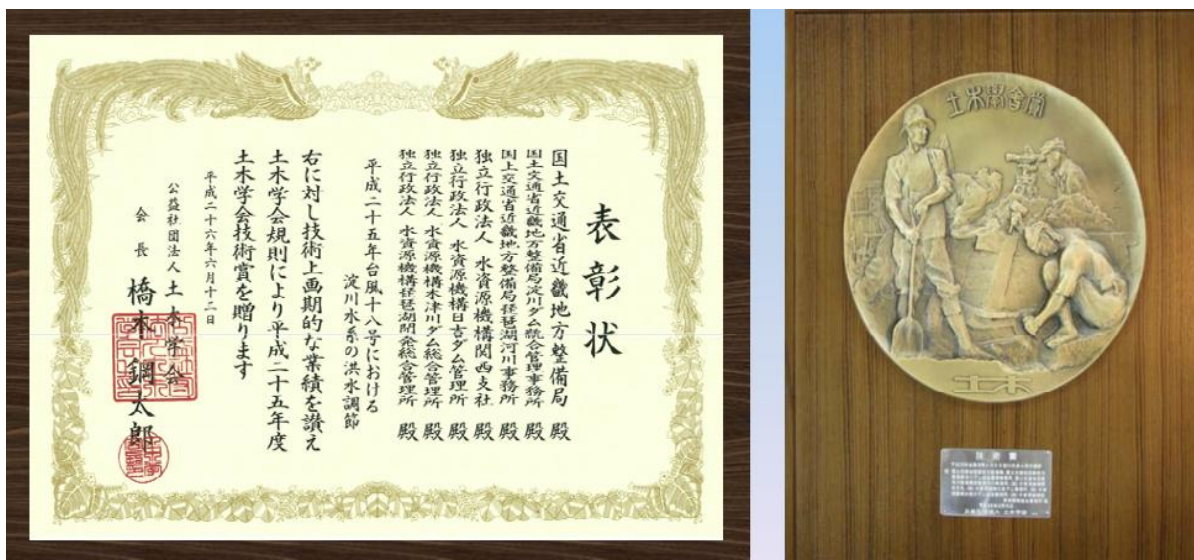 表彰状
国土交通省近畿地方整備局 殿
国土交通省近畿地方整備局淀川ダム統合管理事務所 殿
国土交通省近畿地方整備局琵琶湖河川事務所 殿
独立行政法人 水資源機構関西支社 殿
独立行政法人 水資源機構日吉ダム管理所 殿
独立行政法人 水資源機構木津川ダム総合管理所 殿
独立行政法人 水資源機構琵琶湖開発総合管理所 殿
平成二十五年台風十八号における
淀川水系の洪水調節
右に対し技術上画期的な業績を讃え
土木学会規則により平成二十五年度
土木学会技術賞を贈ります
平成二十六年六月十二日
公益社団法人 土木学会
会長 橋本鋼太郎
土木學會賞
土木
技術賞
公益社団法人 土木学会